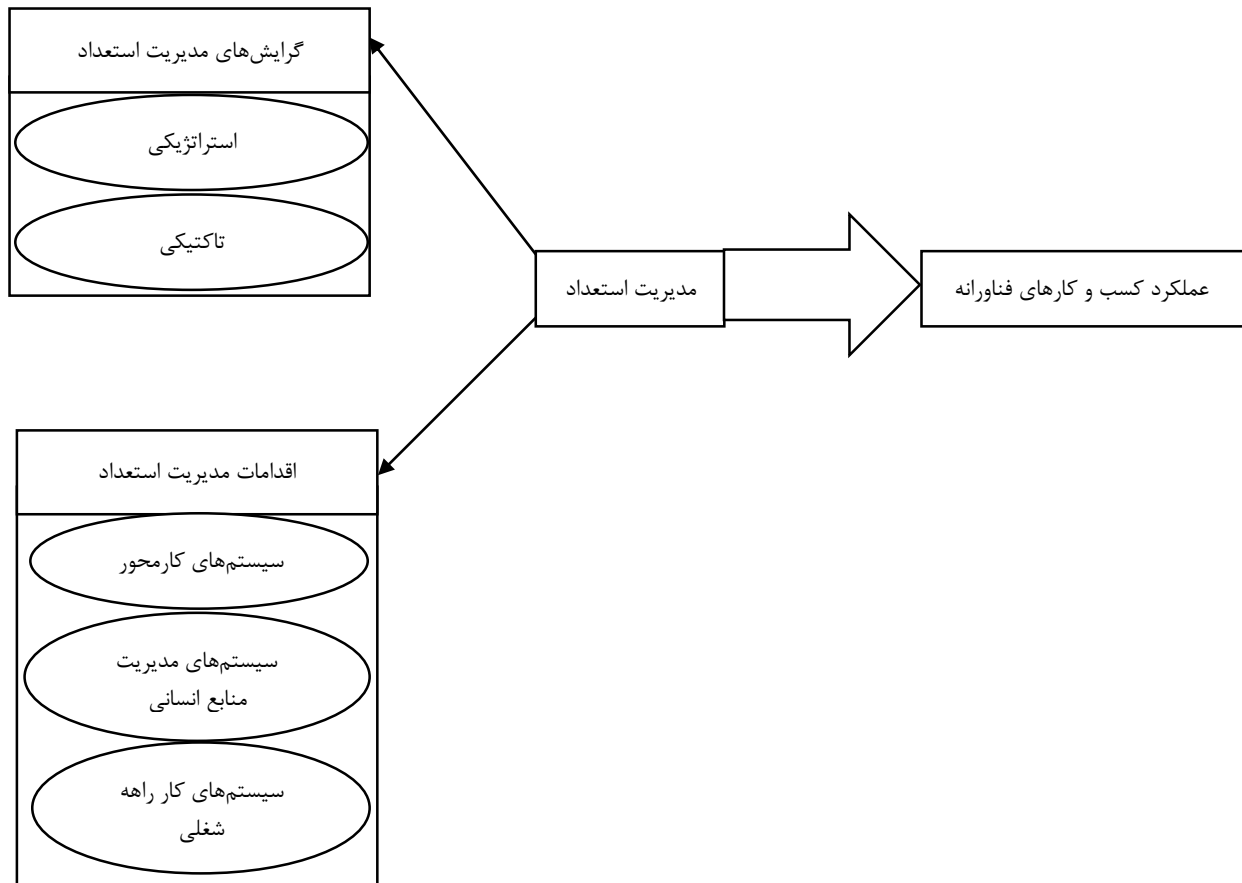 گرایش‌های مدیریت استعداد
استراتژیکی
تاکتیکی
مدیریت استعداد
عملکرد کسب و کارهای فناورانه
اقدامات مدیریت استعداد
سیستم‌های کارمحور
سیستم‌های مدیریت
منابع انسانی
سیستم‌های کار راهه
شغلی